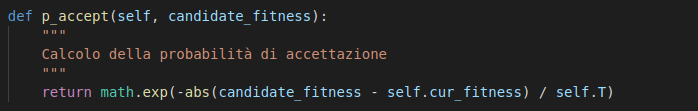 def p_accept(self, candidate_fitness):
    """
    Calcolo della probabilità di accettazione
    """
    return math.exp(-abs(candidate_fitness - self.cur_fitness) / self.T)